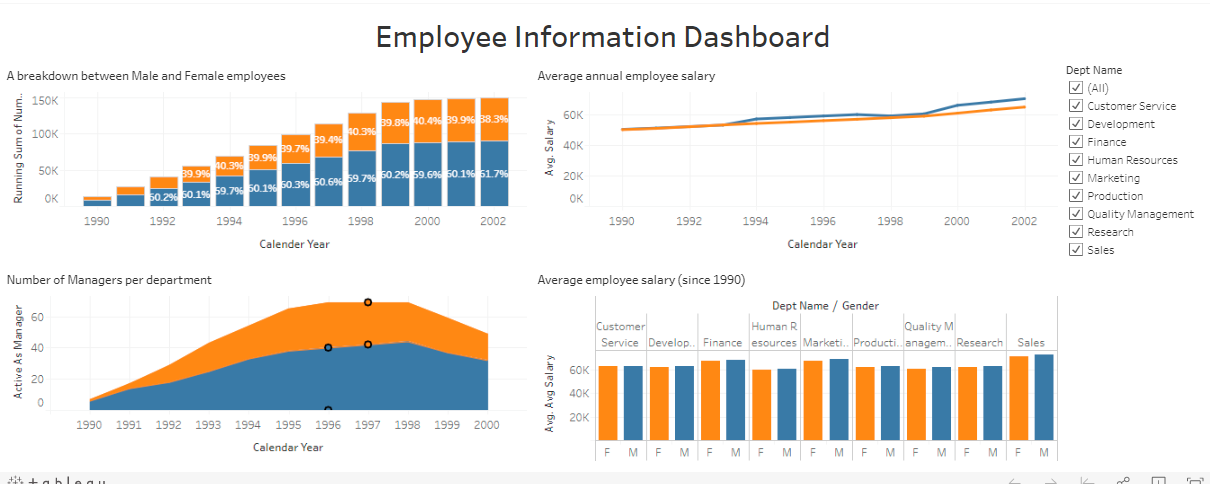 Employee Information Dashboard
A breakdown between Male and Female employees
Running Sum of Num..
150K
100K
50K
0K
39.9%
40.3%
39.9%
39.7%
39.4%
40.3%
39.8%
40.4%
39.9%
38.3%
60.2%
60.1%
59.7%
60.1%
60.3%
60.6%
59.7%
60.2%
59.6%
60.1%
61.7%
1990 1992 1994 1996 1998 2000 2002
Calender Year
Average annual employee salary
Avg. Salary
60K
40K
20K
0K
1990 1992 1994 1996 1998 2000 2002
Calendar Year
Dept Name
(All)
Customer Service
Development
Finance
Human Resources
Marketing
Production
Quality Management
Research
Sales
Number of Managers per department
Active As Manager
60
40
20
0
1990 1991 1992 1993 1994 1995 1996 1997 1998 1999 2000
Calendar Year
Average employee salary (since 1990)
Dept Name / Gender
Customer Service
Develop..
Finance
Human R esources
Marketi..
Producti..
Quality M anagem..
Research
Sales
Avg. Avg Salary
60K
40K
20K
F M F M F M F M F M F M F M F M F M
tableau